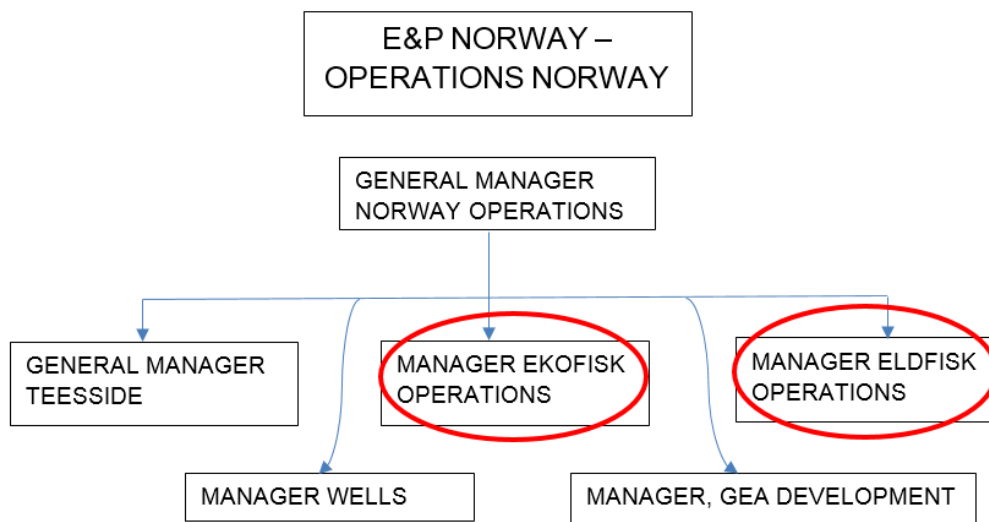 E&P NORWAY –
OPERATIONS NORWAY
GENERAL MANAGER
NORWAY OPERATIONS
GENERAL MANAGER
TEESSIDE
MANAGER EKOFISK
OPERATIONS
MANAGER ELDFISK
OPERATIONS
MANAGER WELLS
MANAGER, GEA DEVELOPMENT